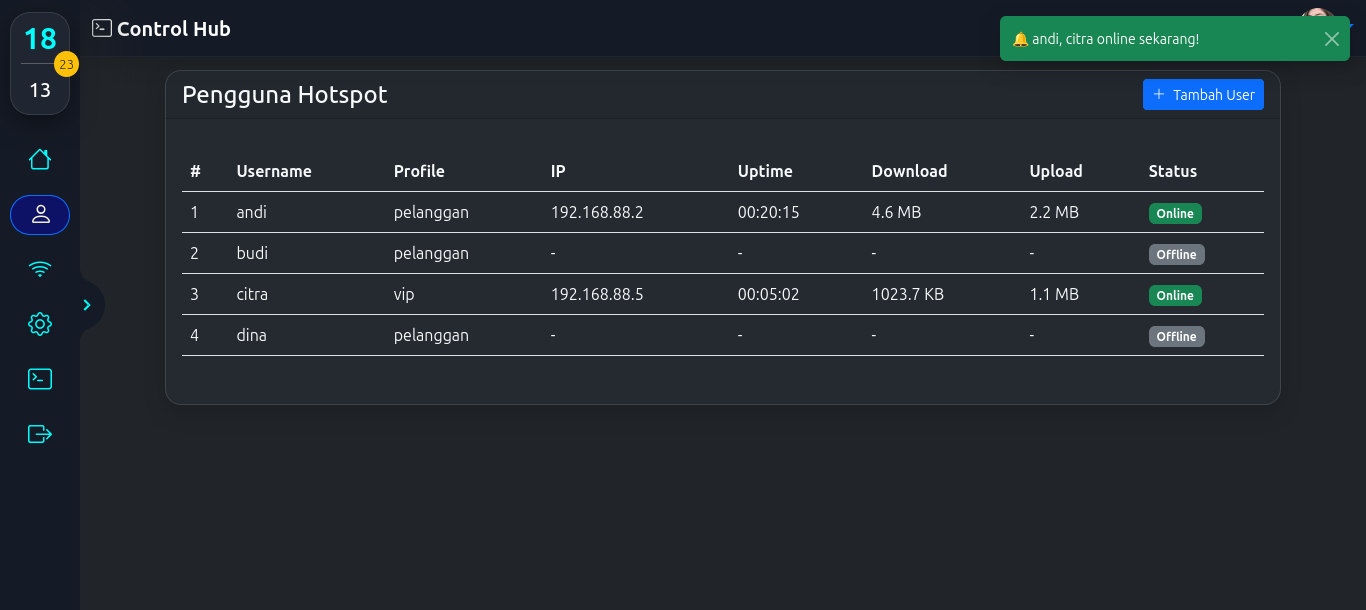 18
23
13
Control Hub
🔔 andi, citra online sekarang!
Pengguna Hotspot
+ Tambah User
# Username Profile IP Uptime Download Upload Status
1 andi pelanggan 192.168.88.2 00:20:15 4.6 MB 2.2 MB Online
2 budi pelanggan - - - - Offline
3 citra vip 192.168.88.5 00:05:02 1023.7 KB 1.1 MB Online
4 dina pelanggan - - - - Offline